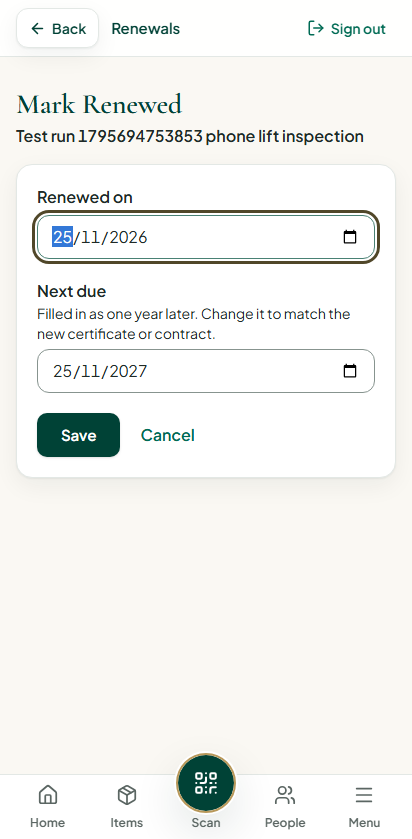 Back
Renewals
Sign out
Mark Renewed
Test run 1795694753853 phone lift inspection
Renewed on
25/11/2026
Next due
Filled in as one year later. Change it to match the
new certificate or contract.
25/11/2027
Save
Cancel
Home
Items
Scan
People
Menu